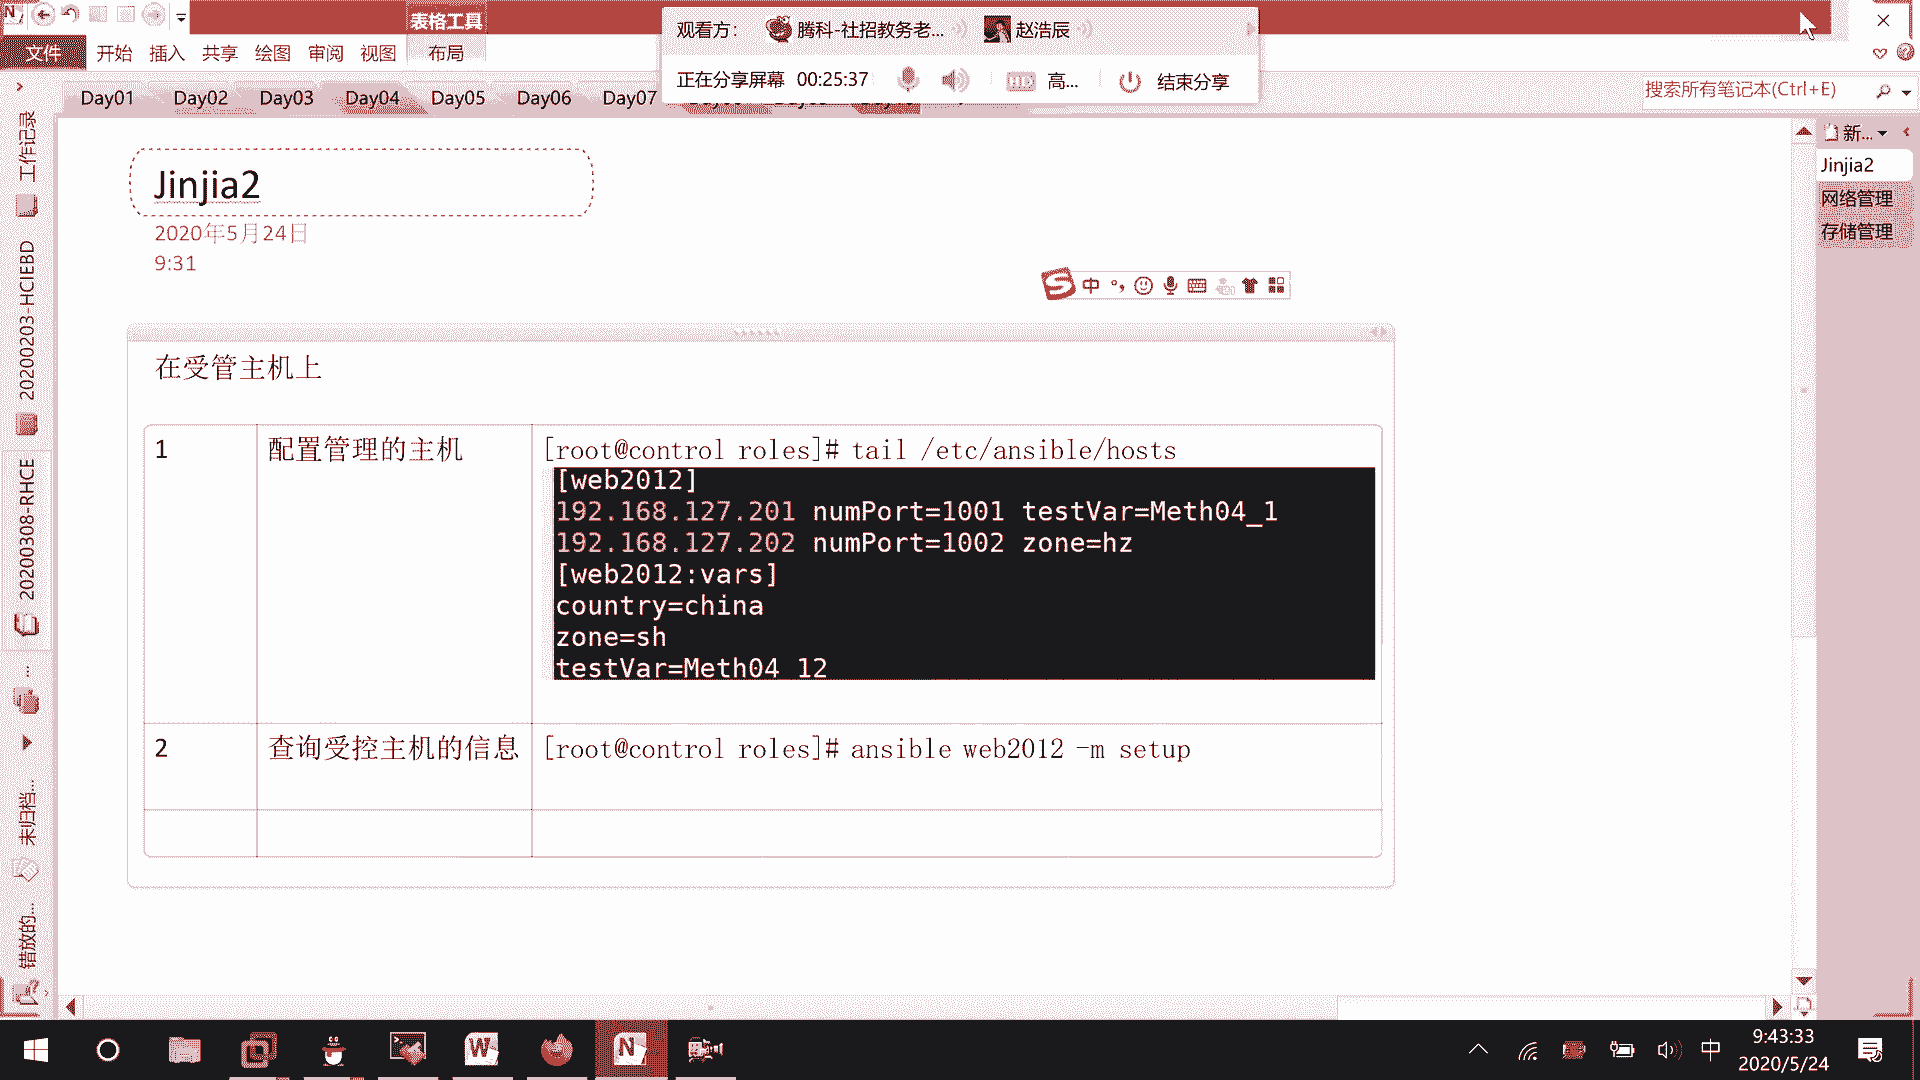 表格工具
文件 开始 插入 共享 绘图 审阅 视图 布局
观看方： 腾科-社招教务老... 赵浩辰
正在分享屏幕 00:25:37 高... 结束分享
Day01 Day02 Day03 Day04 Day05 Day06 Day07
搜索所有笔记本(Ctrl+E)
工作记录
20200203-HCIEBD
20200308-RHCE
...
未归档...
错放的...
新...
Jinjia2
网络管理
存储管理
Jinjia2
2020年5月24日
9:31
中
在受管主机上
1 配置管理的主机 [root@control roles]# tail /etc/ansible/hosts
[web2012]
192.168.127.201 numPort=1001 testVar=Meth04_1
192.168.127.202 numPort=1002 zone=hz
[web2012:vars]
country=china
zone=sh
testVar=Meth04_12
2 查询受控主机的信息 [root@control roles]# ansible web2012 -m setup
中
9:43:33
2020/5/24